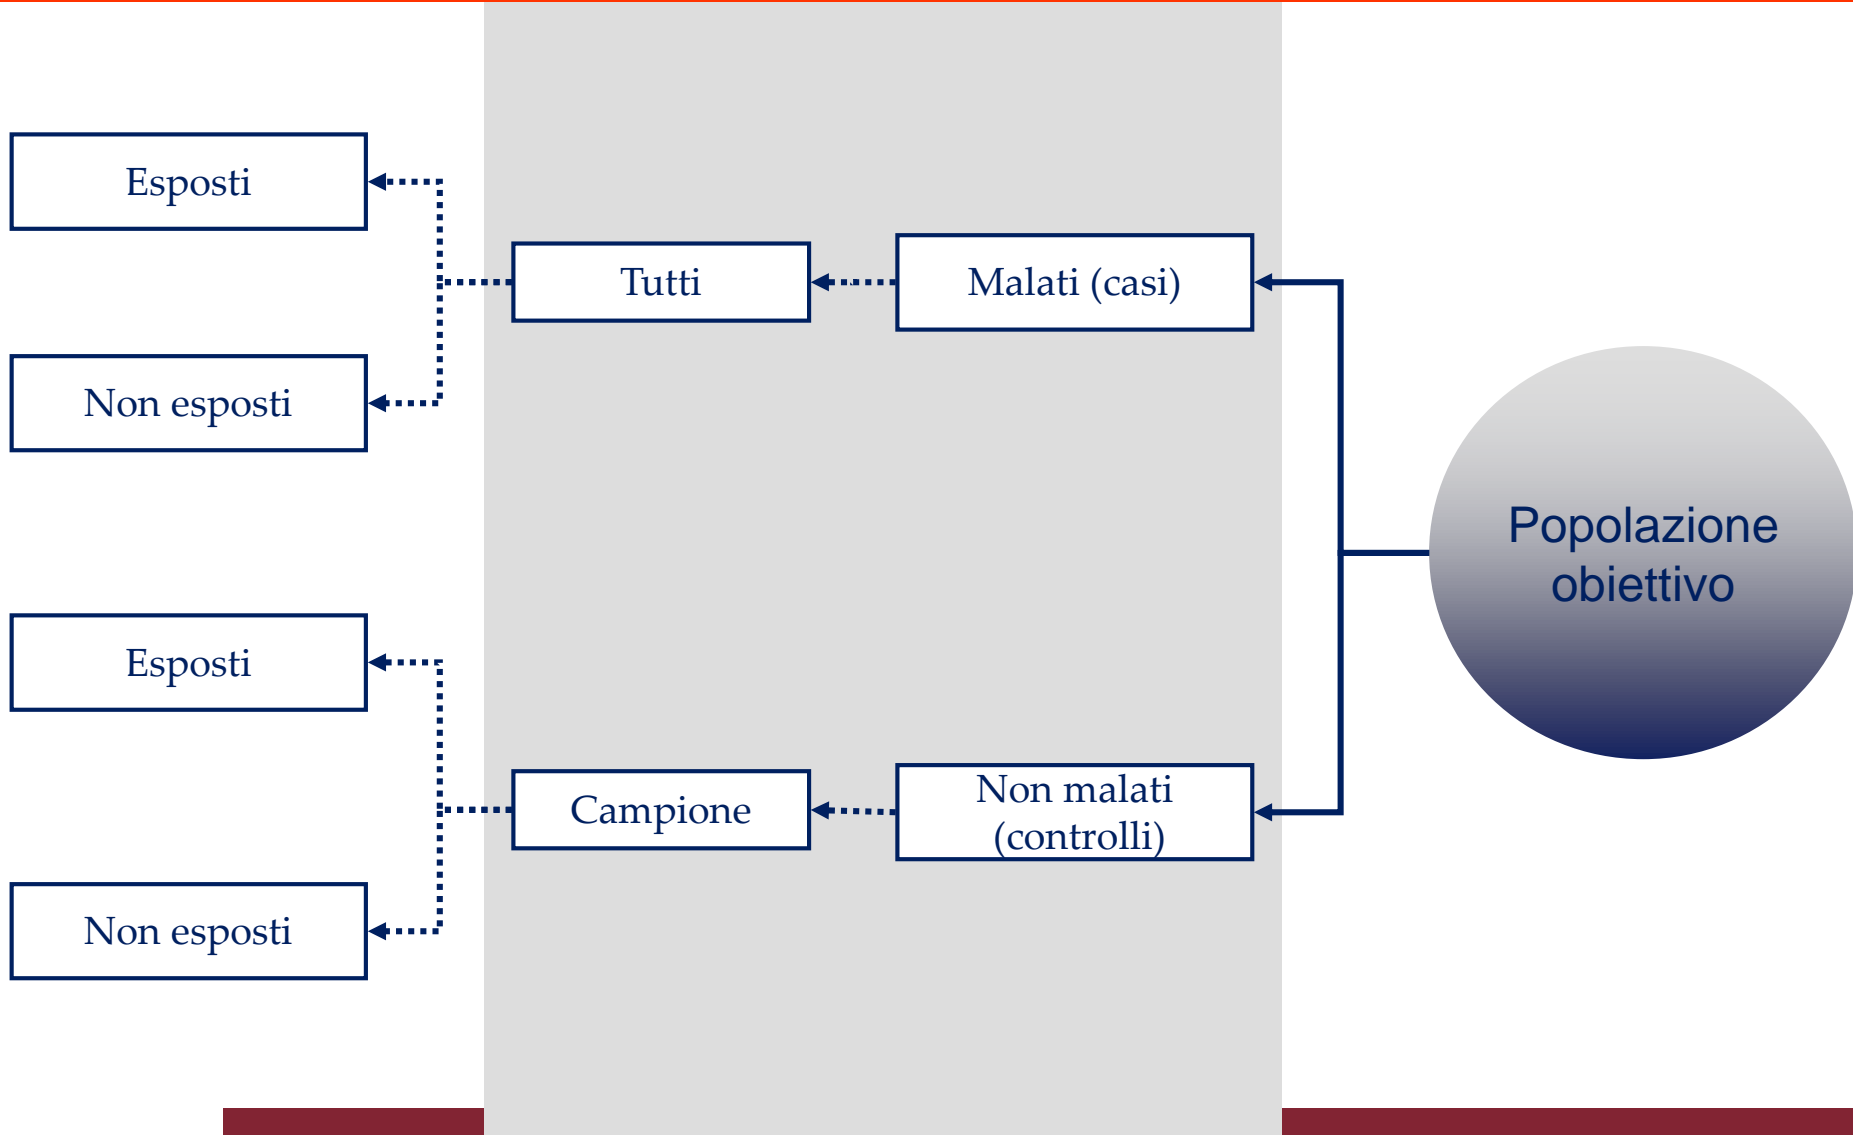 Esposti
Tutti
Malati (casi)
Non esposti
Popolazione
obiettivo
Esposti
Campione
Non malati
(controlli)
Non esposti